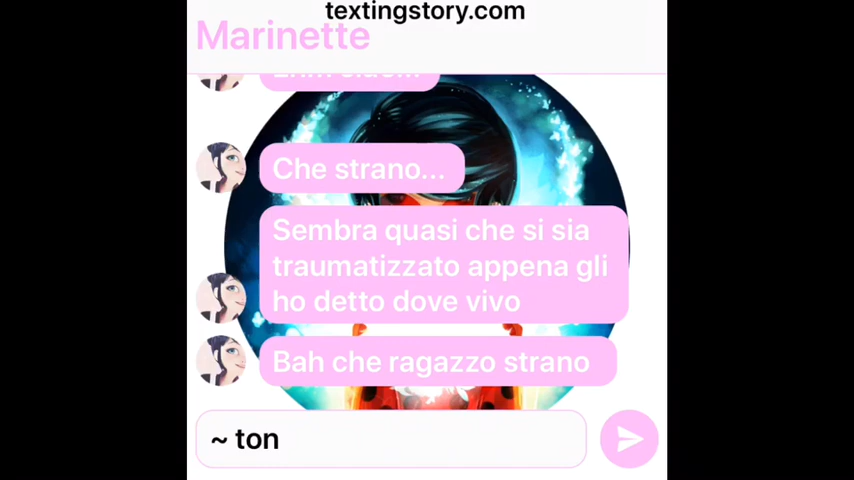 textingstory.com
Marinette
Che strano...
Sembra quasi che si sia
traumatizzato appena gli
ho detto dove vivo
Bah che ragazzo strano
~ ton